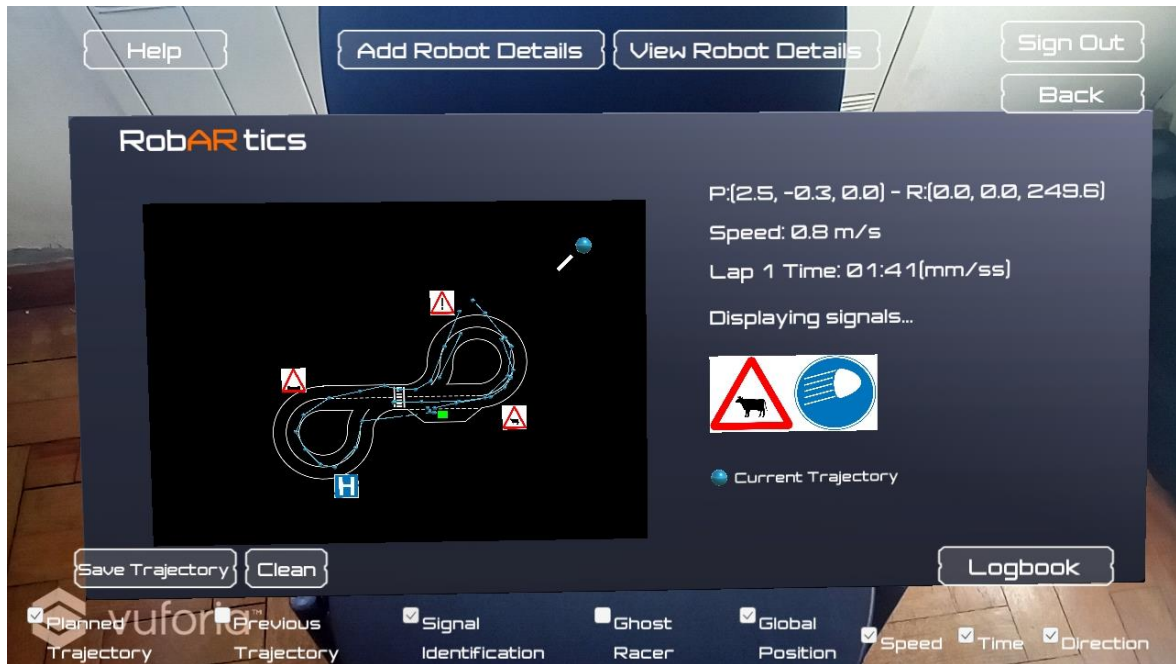 Help
Add Robot Details
View Robot Details
Sign Out
Back
RobARtics
P:(2.5, -0.3, 0.0) - R:(0.0, 0.0, 249.6)
Speed: 0.8 m/s
Lap 1 Time: 01:41(mm/ss)
Displaying signals...
!
H
Current Trajectory
Save Trajectory
Clean
Logbook
vuforia™
Planned
Trajectory
Previous
Trajectory
Signal
Identification
Ghost
Racer
Global
Position
Speed
Time
Direction